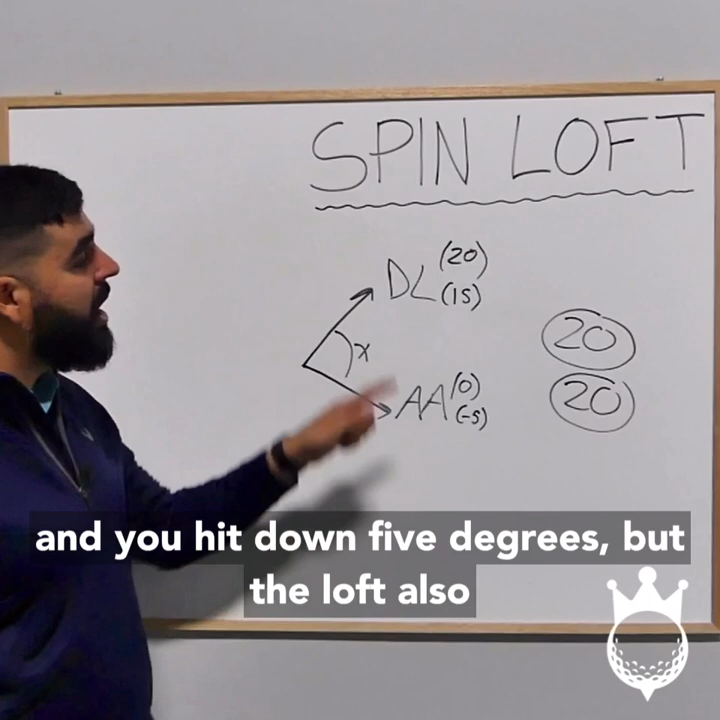 SPIN LOFT
DL (20)
(15)
x
20
AA (0)
(-5)
20
and you hit down five degrees, but
the loft also